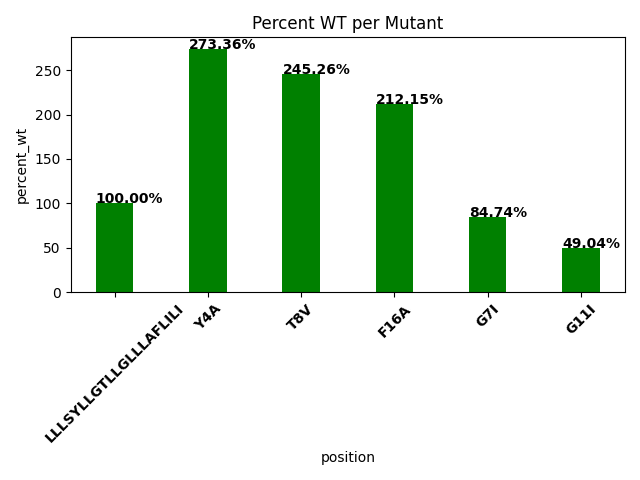 Percent WT per Mutant
273.36%
245.26%
212.15%
100.00%
84.74%
49.04%
250
200
150
100
50
0
percent_wt
LLLSYLLGTLLGLLLAFLILI
Y4A
T8V
F16A
G7I
G11I
position